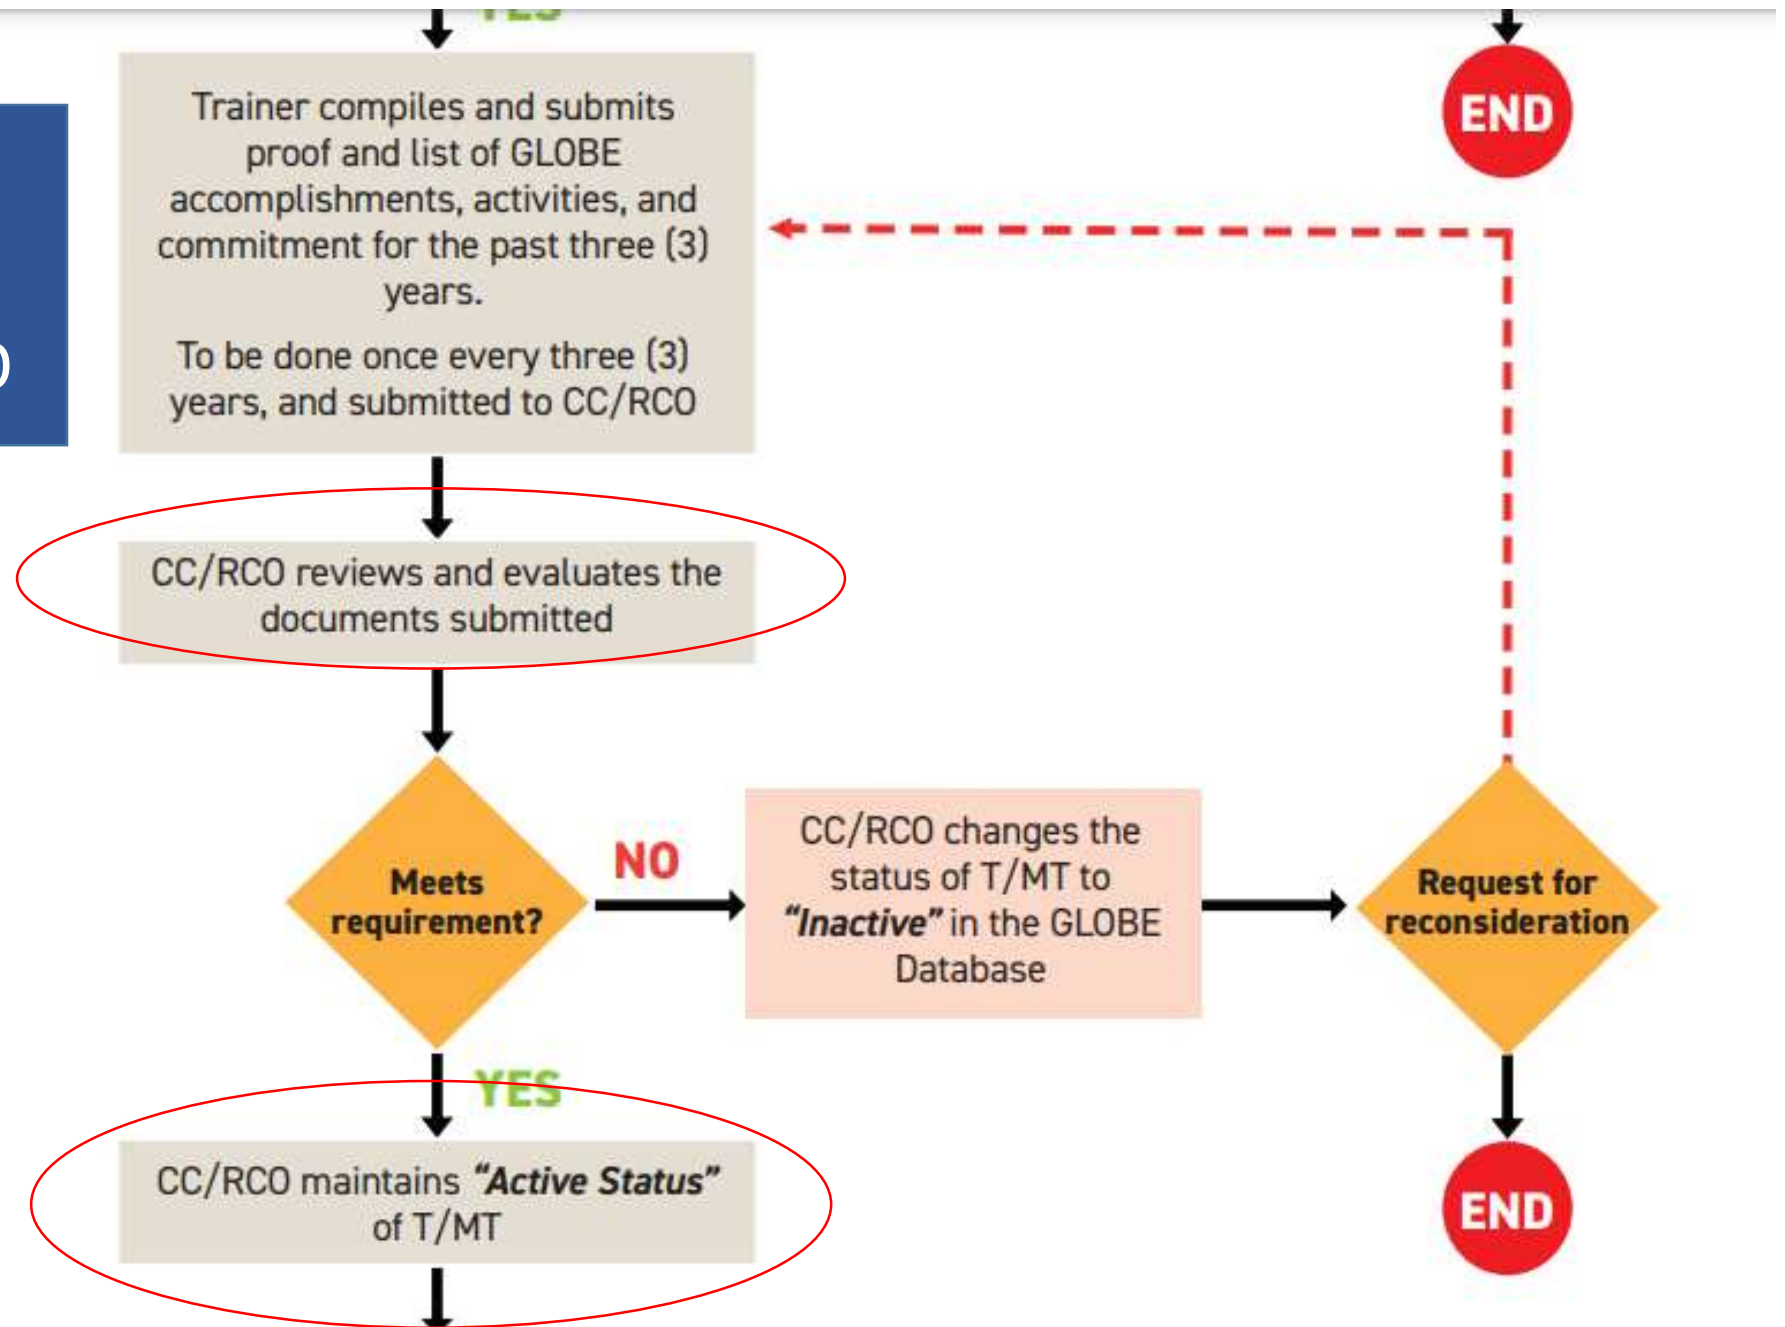 END
Trainer compiles and submits
proof and list of GLOBE
accomplishments, activities, and
commitment for the past three (3)
years.
To be done once every three (3)
years, and submitted to CC/RCO
CC/RCO reviews and evaluates the
documents submitted
Meets
requirement?
NO
CC/RCO changes the
status of T/MT to
“Inactive” in the GLOBE
Database
Request for
reconsideration
YES
CC/RCO maintains “Active Status”
of T/MT
END